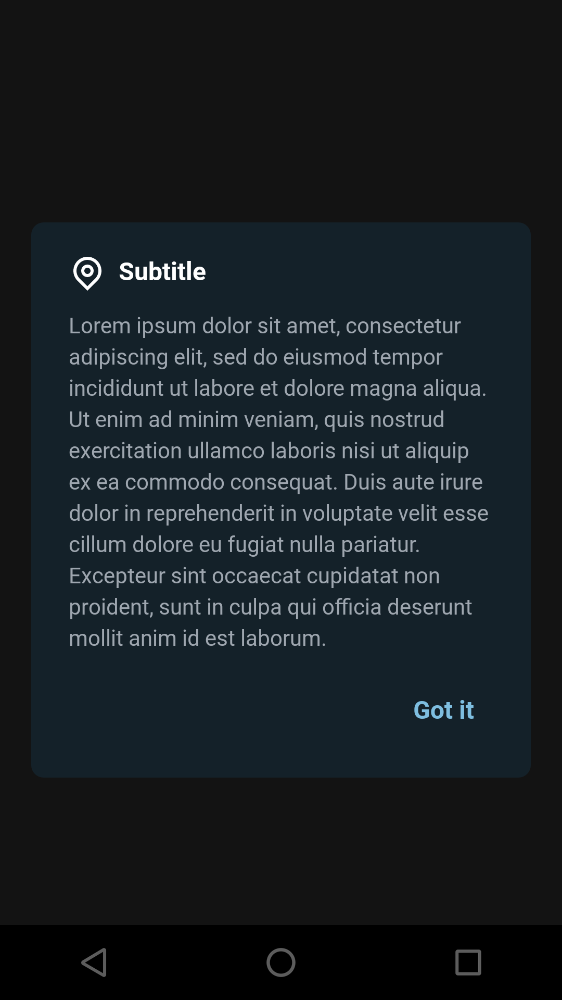 Subtitle
Lorem ipsum dolor sit amet, consectetur
adipiscing elit, sed do eiusmod tempor
incididunt ut labore et dolore magna aliqua.
Ut enim ad minim veniam, quis nostrud
exercitation ullamco laboris nisi ut aliquip
ex ea commodo consequat. Duis aute irure
dolor in reprehenderit in voluptate velit esse
cillum dolore eu fugiat nulla pariatur.
Excepteur sint occaecat cupidatat non
proident, sunt in culpa qui officia deserunt
mollit anim id est laborum.
Got it